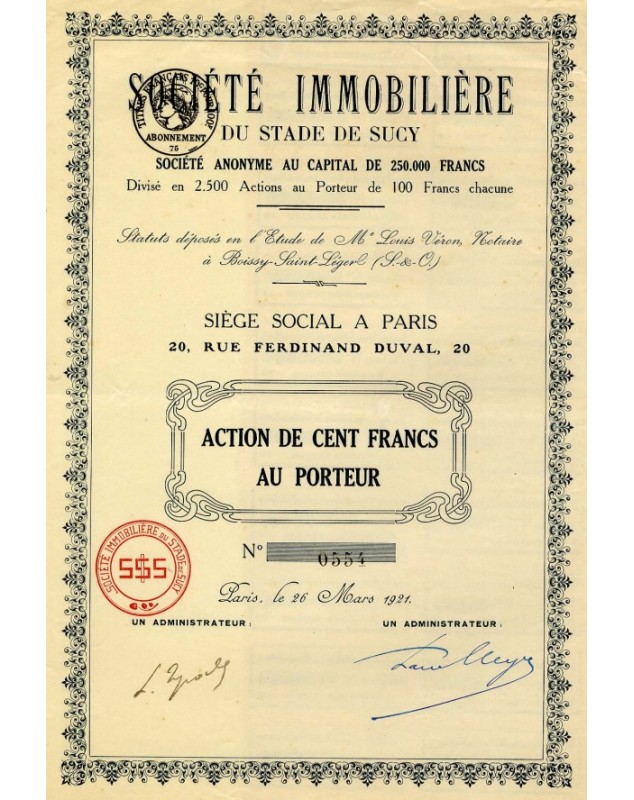 SOCIÉTÉ IMMOBILIÈRE
DU STADE DE SUCY
ABONNEMENT
75
SOCIÉTÉ ANONYME AU CAPITAL DE 250.000 FRANCS
Divisé en 2.500 Actions au Porteur de 100 Francs chacune
Statuts déposés en l'Etude de Me Louis Véron, Notaire
à Boissy-Saint-Léger (S.-&-O.)
SIÈGE SOCIAL A PARIS
20, RUE FERDINAND DUVAL, 20
ACTION DE CENT FRANCS
AU PORTEUR
No 0554
SOCIÉTÉ IMMOBILIÈRE DU STADE DE SUCY
SSS
Paris, le 26 Mars 1921.
UN ADMINISTRATEUR : UN ADMINISTRATEUR :